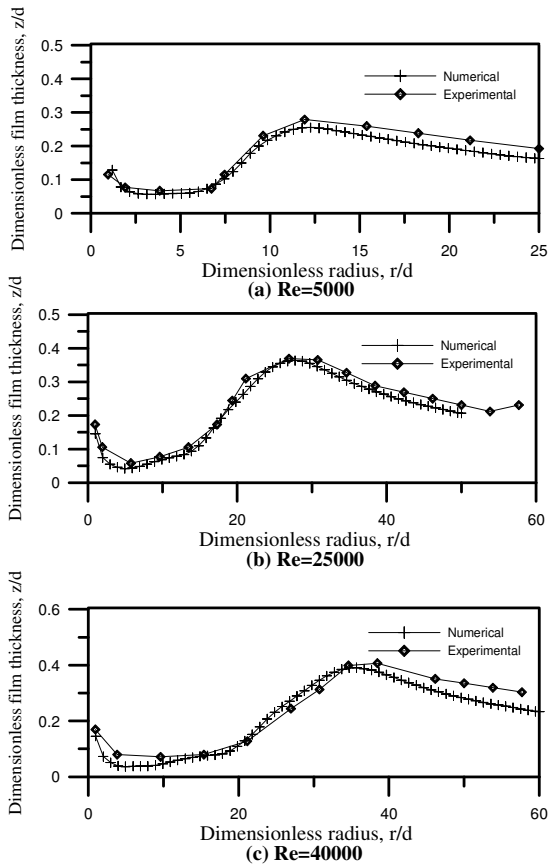 Dimensionless film thickness, z/d
0.5
0.4
0.3
0.2
0.1
0
Numerical
Experimental
0 5 10 15 20 25
Dimensionless radius, r/d
(a) Re=5000
Dimensionless film thickness, z/d
0.5
0.4
0.3
0.2
0.1
0
Numerical
Experimental
0 20 40 60
Dimensionless radius, r/d
(b) Re=25000
Dimensionless film thickness, z/d
0.6
0.4
0.2
0
Numerical
Experimental
0 20 40 60
Dimensionless radius, r/d
(c) Re=40000